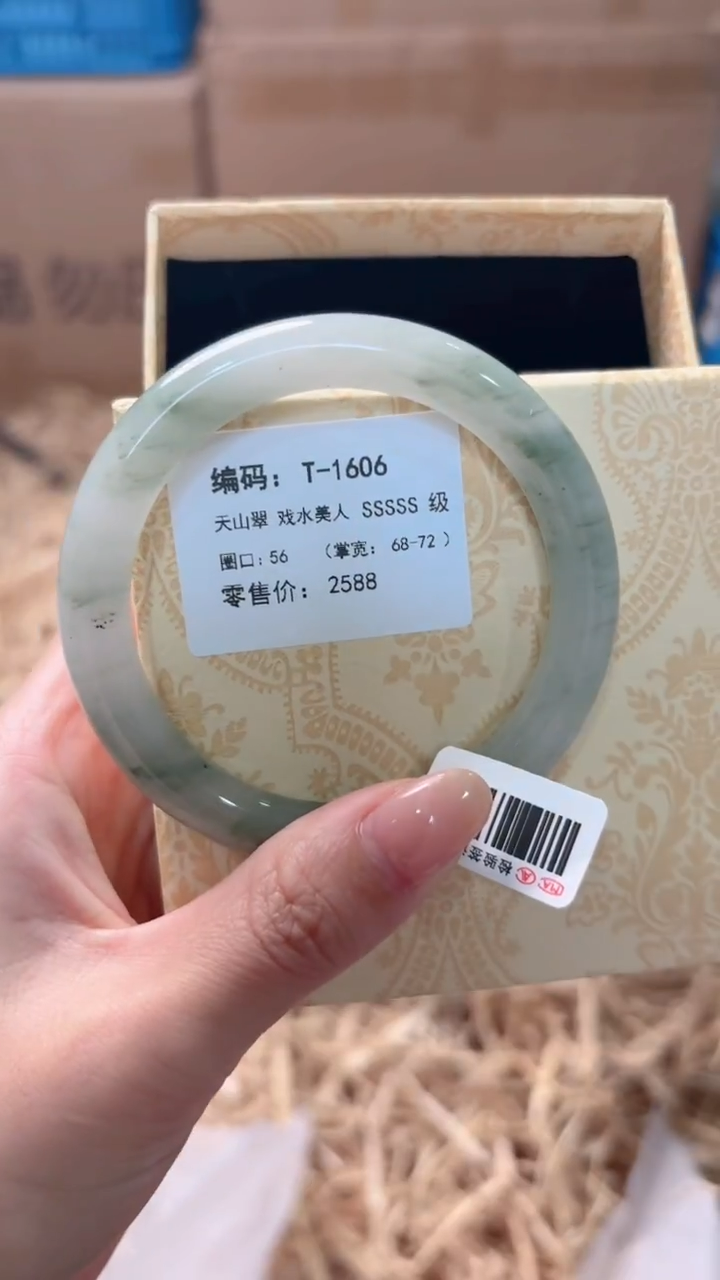 编码: T-1606
天山翠 戏水美人 SSSSS 级
圈口: 56 (掌宽: 68-72 )
零售价: 2588
MA